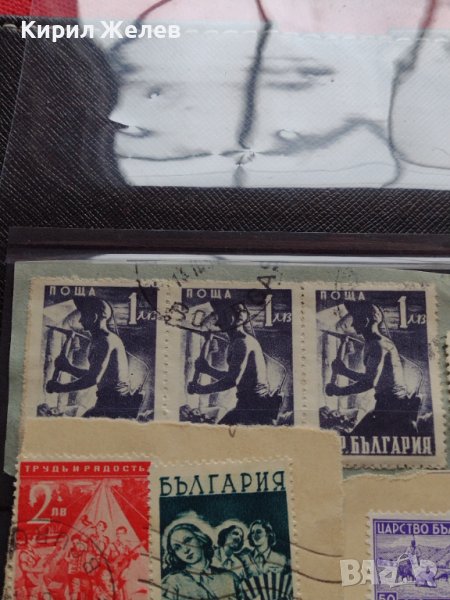 Кирил Желев
ПОЩА ПОЩА ПОЩА
1 ЛВ 1 ЛВ 1 ЛВ
Р. БЪЛГАРИЯ
ТРУДЪ И РАДОСТЬ
2 ЛВ
БЪЛГАРИЯ
ЦАРСТВО
50
BAZAR